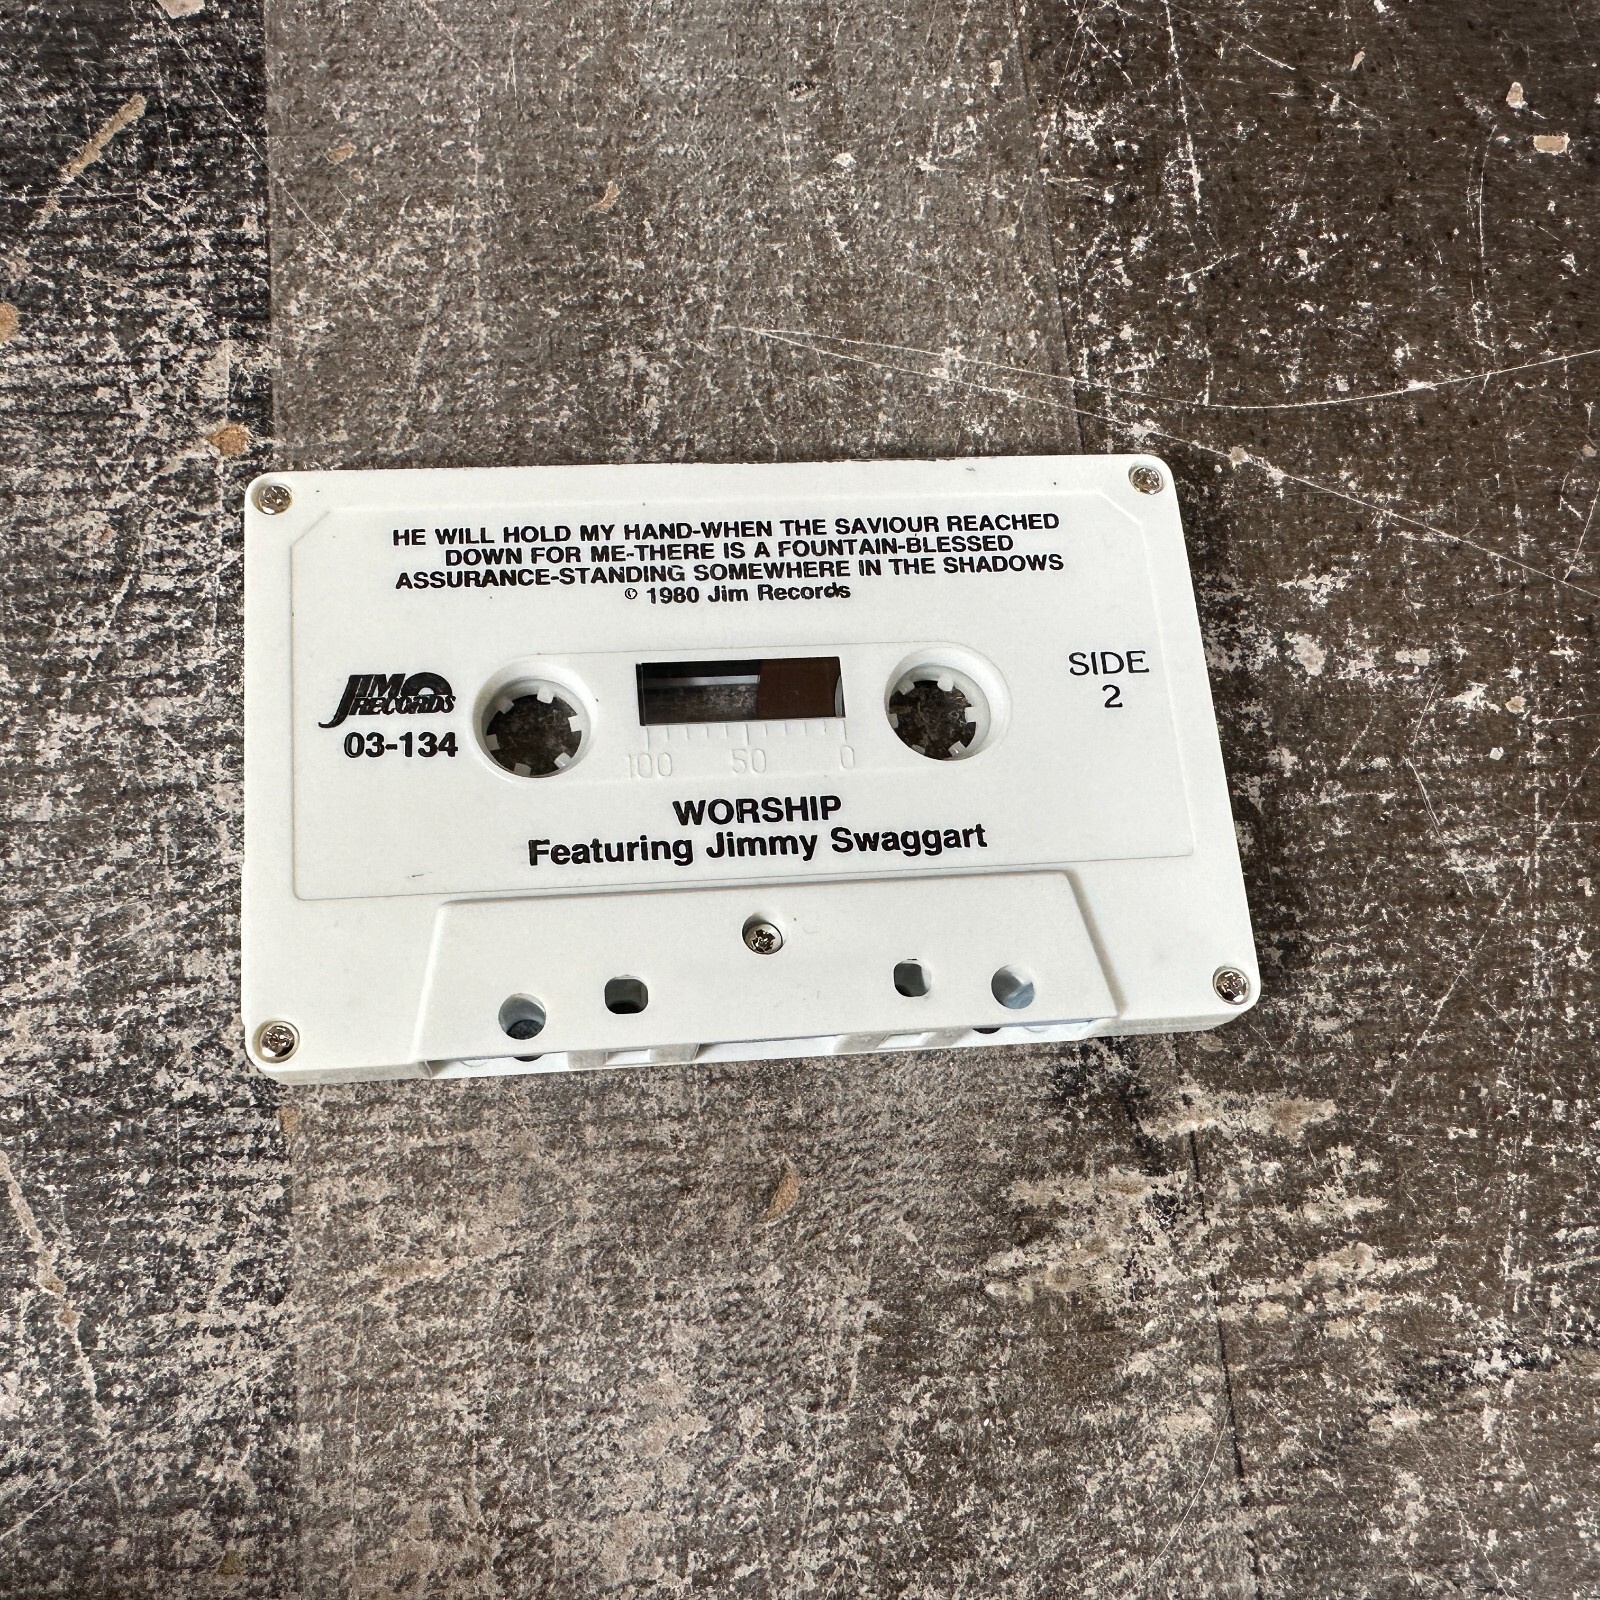 HE WILL HOLD MY HAND-WHEN THE SAVIOUR REACHED
DOWN FOR ME-THERE IS A FOUNTAIN-BLESSED
ASSURANCE-STANDING SOMEWHERE IN THE SHADOWS
© 1980 Jim Records
JIM
RECORDS
03-134
SIDE
2
100 50 0
WORSHIP
Featuring Jimmy Swaggart